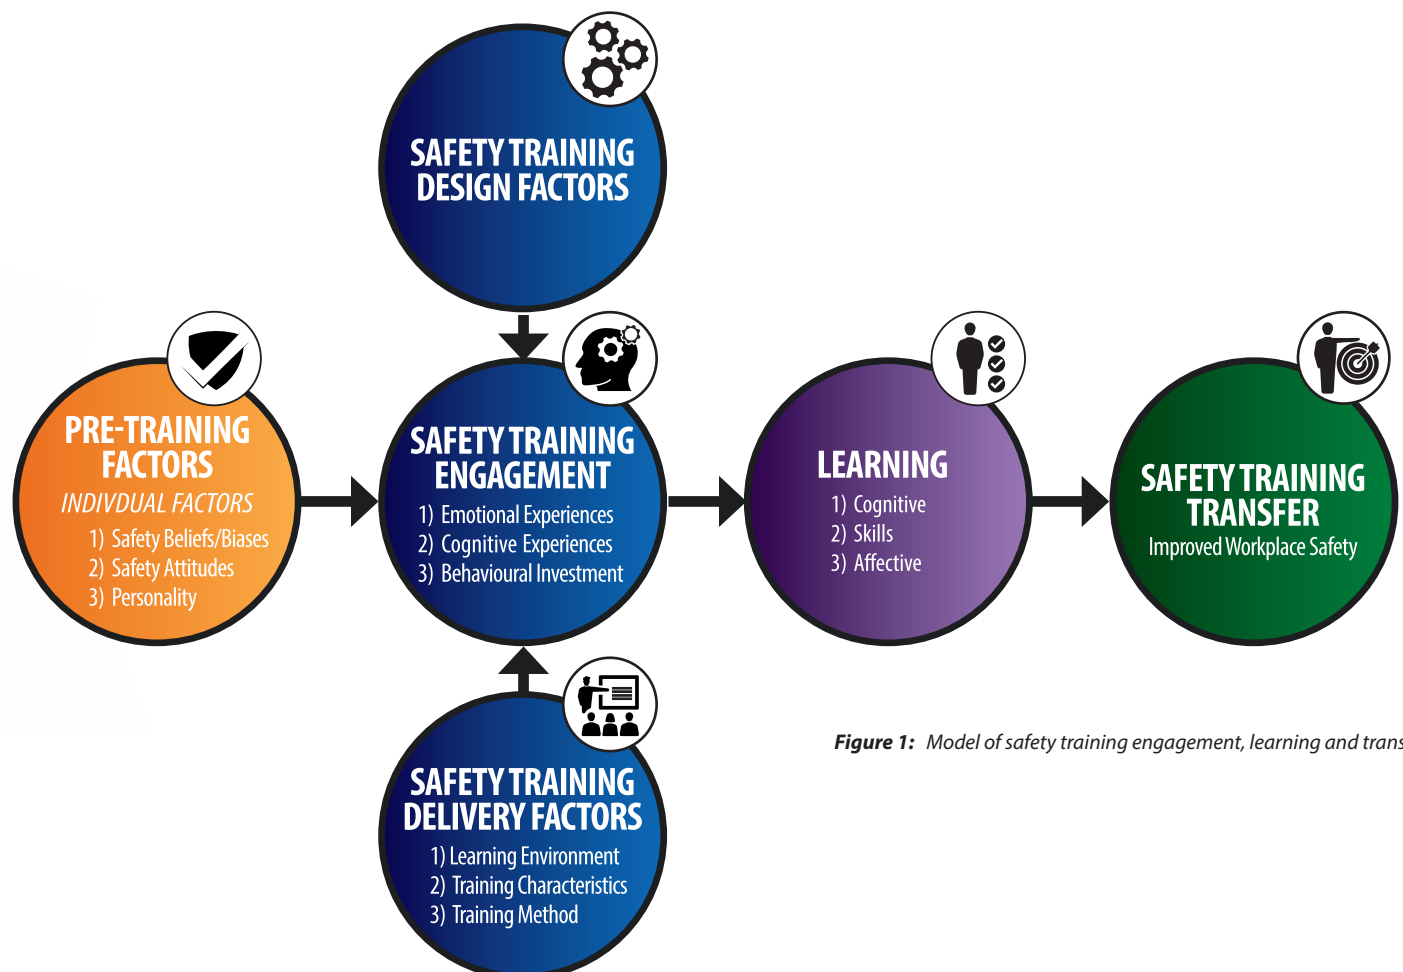 SAFETY TRAINING
DESIGN FACTORS
PRE-TRAINING
FACTORS
INDIVDUAL FACTORS
1) Safety Beliefs/Biases
2) Safety Attitudes
3) Personality
SAFETY TRAINING
ENGAGEMENT
1) Emotional Experiences
2) Cognitive Experiences
3) Behavioural Investment
LEARNING
1) Cognitive
2) Skills
3) Affective
SAFETY TRAINING
TRANSFER
Improved Workplace Safety
SAFETY TRAINING
DELIVERY FACTORS
1) Learning Environment
2) Training Characteristics
3) Training Method
Figure 1: Model of safety training engagement, learning and trans